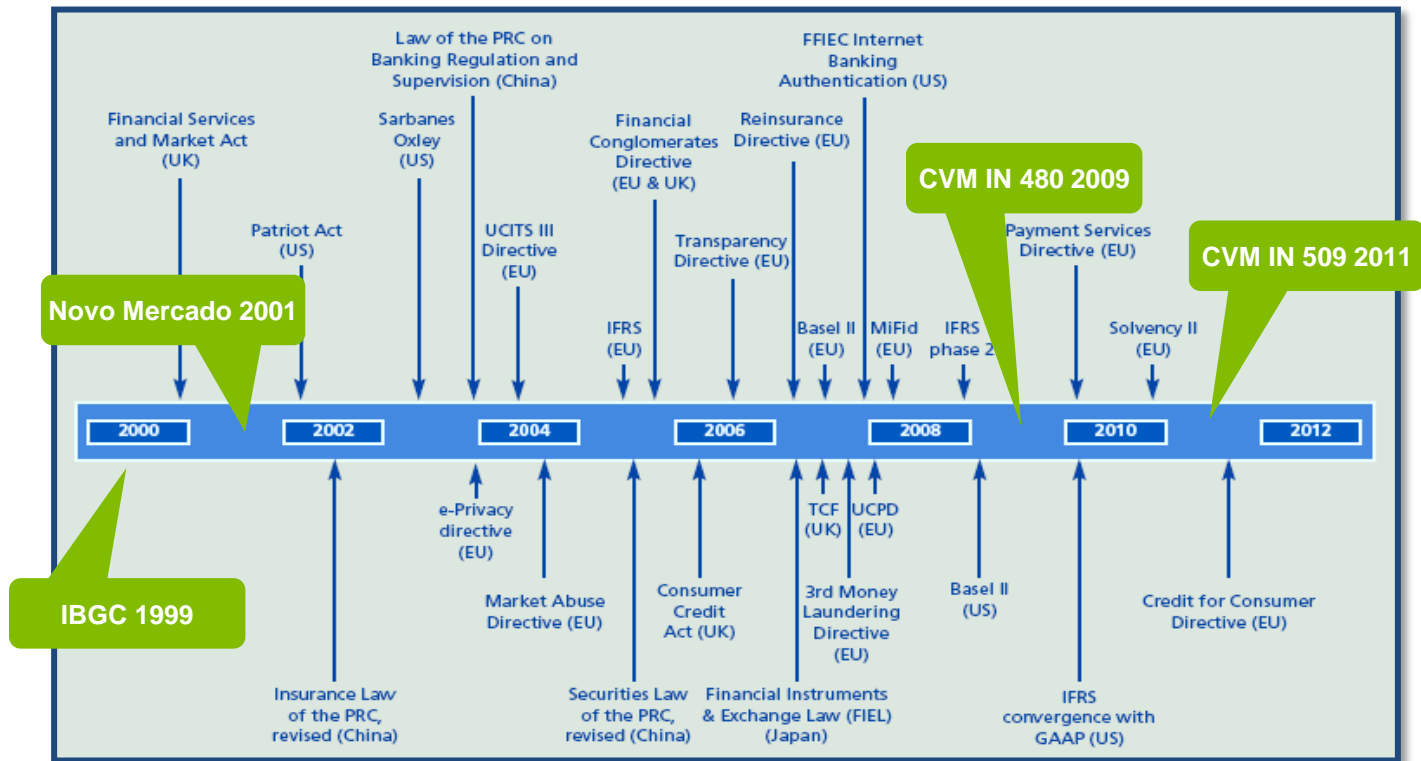 Law of the PRC on
Banking Regulation and
Supervision (China)
FFIEC Internet
Banking
Authentication (US)
Financial Services
and Market Act
(UK)
Sarbanes
Oxley
(US)
Financial
Conglomerates
Directive
(EU & UK)
Reinsurance
Directive (EU)
CVM IN 480 2009
Patriot Act
(US)
UCITS III
Directive
(EU)
Transparency
Directive (EU)
Payment Services
Directive (EU)
CVM IN 509 2011
Novo Mercado 2001
IFRS
(EU)
Basel II
(EU)
MiFid
(EU)
IFRS
phase 2
Solvency II
(EU)
2000
2002
2004
2006
2008
2010
2012
e-Privacy
directive
(EU)
TCF
(UK)
UCPD
(EU)
IBGC 1999
Market Abuse
Directive (EU)
Consumer
Credit
Act (UK)
3rd Money
Laundering
Directive
(EU)
Basel II
(US)
Credit for Consumer
Directive (EU)
Insurance Law
of the PRC,
revised (China)
Securities Law
of the PRC,
revised (China)
Financial Instruments
& Exchange Law (FIEL)
(Japan)
IFRS
convergence with
GAAP (US)